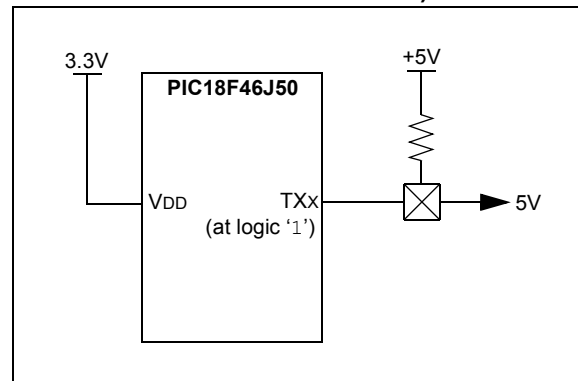 3.3V
+5V
PIC18F46J50
VDD
TXX
5V
(at logic ‘1’)